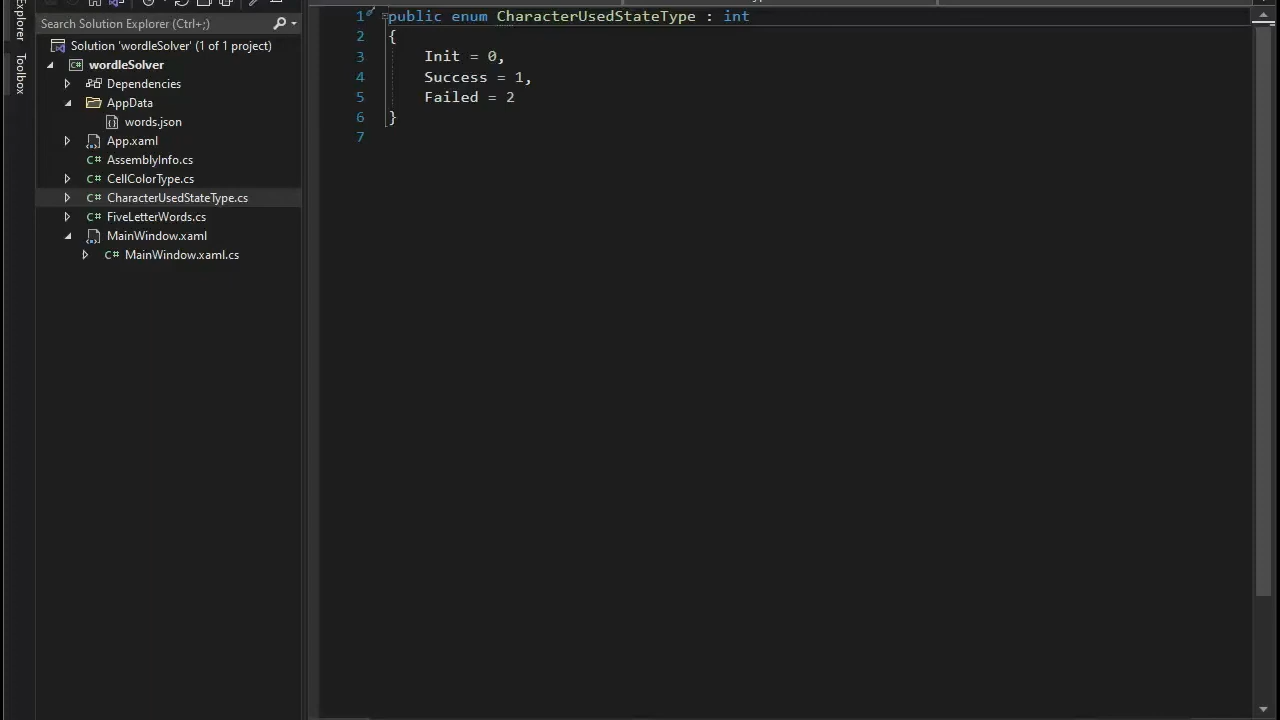 Explorer
Toolbox
Search Solution Explorer (Ctrl+;)
Solution 'wordleSolver' (1 of 1 project)
wordleSolver
Dependencies
AppData
words.json
App.xaml
C# AssemblyInfo.cs
C# CellColorType.cs
C# CharacterUsedStateType.cs
C# FiveLetterWords.cs
MainWindow.xaml
C# MainWindow.xaml.cs
1 public enum CharacterUsedStateType : int
2 {
3 Init = 0,
4 Success = 1,
5 Failed = 2
6 }
7